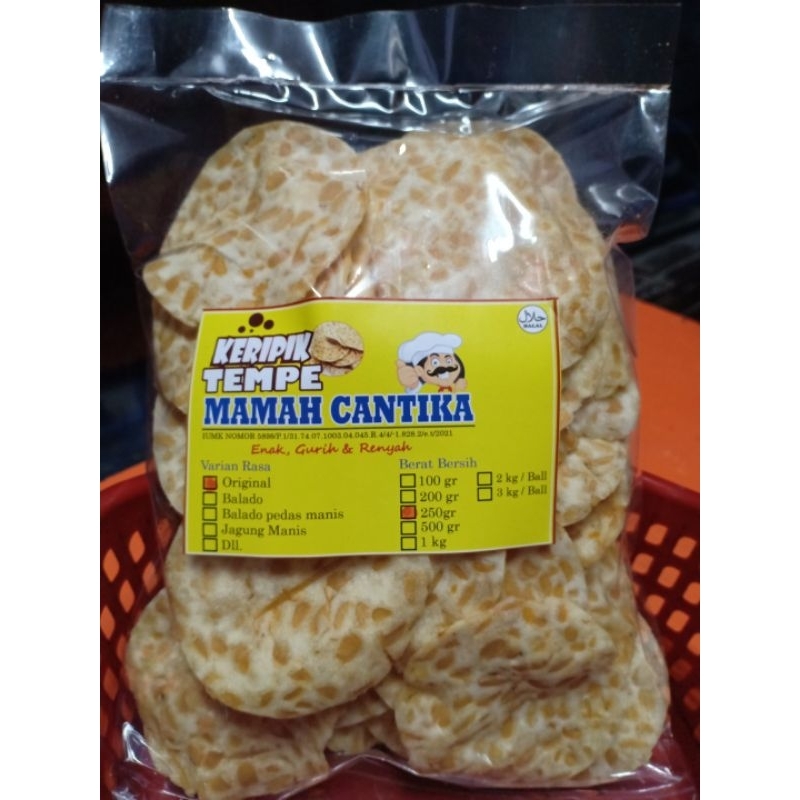 حلال
HALAL
KERIPIK
TEMPE
MAMAH CANTIKA
Enak, Gurih & Renyah
Varian Rasa
Original
Balado
Balado pedas manis
Jagung Manis
Dll.
Berat Bersih
100 gr
200 gr
250gr
500 gr
1 kg
2 kg / Ball
3 kg / Ball